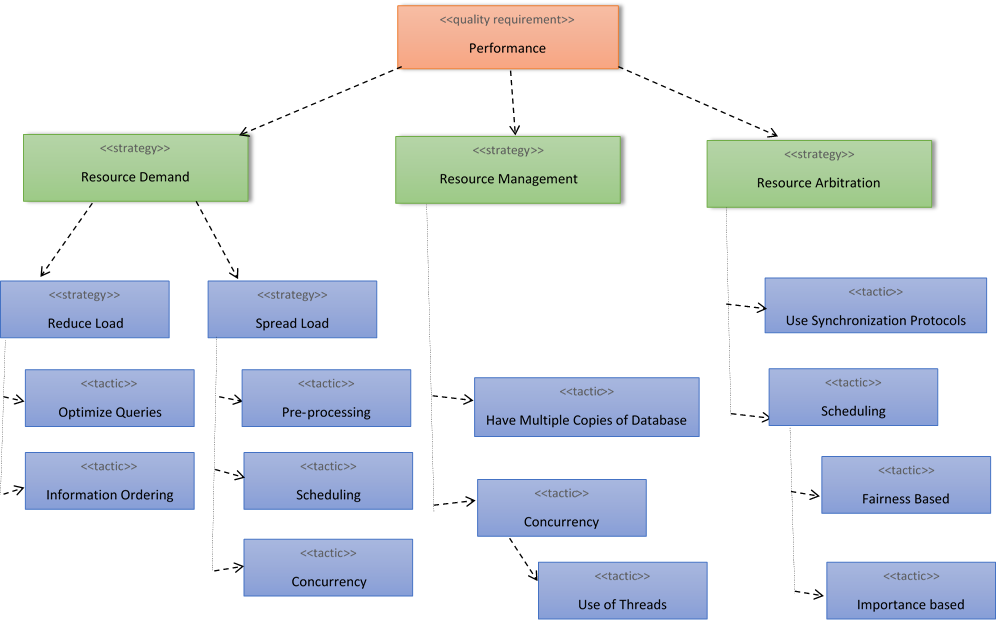 <<quality requirement>>
Performance
<<strategy>>
Resource Demand
<<strategy>>
Resource Management
<<strategy>>
Resource Arbitration
<<strategy>>
Reduce Load
<<strategy>>
Spread Load
<<tactic>>
Use Synchronization Protocols
<<tactic>>
Optimize Queries
<<tactic>>
Pre-processing
<<tactic>>
Have Multiple Copies of Database
<<tactic>>
Scheduling
<<tactic>>
Information Ordering
<<tactic>>
Scheduling
<<tactic>>
Concurrency
<<tactic>>
Fairness Based
<<tactic>>
Concurrency
<<tactic>>
Use of Threads
<<tactic>>
Importance based